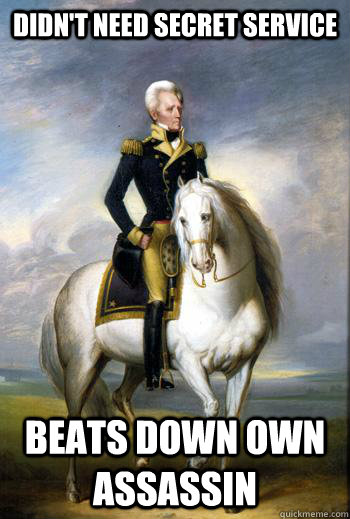 DIDN'T NEED SECRET SERVICE
BEATS DOWN OWN
ASSASSIN
quickmeme.com